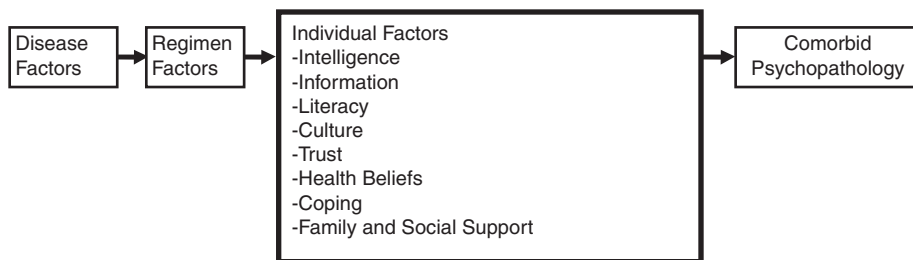 Disease
Factors
Regimen
Factors
Individual Factors
-Intelligence
-Information
-Literacy
-Culture
-Trust
-Health Beliefs
-Coping
-Family and Social Support
Comorbid
Psychopathology